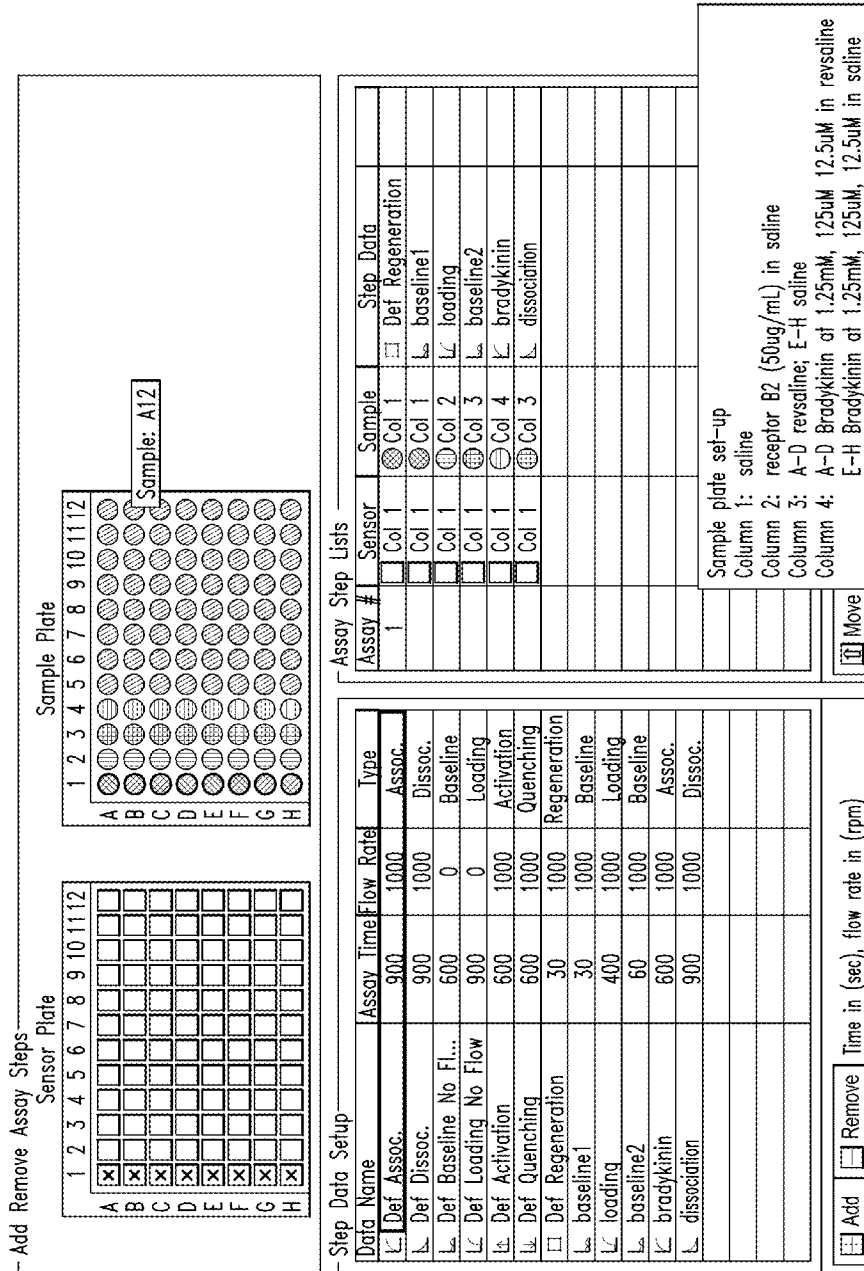 Add Remove Assay Steps
Sensor Plate
1 2 3 4 5 6 7 8 9 10 11 12
A
B
C
D
E
F
G
H
Sample Plate
1 2 3 4 5 6 7 8 9 10 11 12
A
B
C
D
E
F
G
H
Sample: A12
Step Data Setup
Data Name Assay Time Flow Rate Type
Def Assoc. 900 1000 Assoc.
Def Dissoc. 900 1000 Dissoc.
Def Baseline No Fl... 600 0 Baseline
Def Loading No Flow 900 0 Loading
Def Activation 600 1000 Activation
Def Quenching 600 1000 Quenching
Def Regeneration 30 1000 Regeneration
baseline1 30 1000 Baseline
loading 400 1000 Loading
baseline2 60 1000 Baseline
bradykinin 600 1000 Assoc.
dissociation 900 1000 Dissoc.
Add Remove Time in (sec), flow rate in (rpm)
Assay Step Lists
Assay # Sensor Sample Step Data
1 Col 1 Col 1 Def Regeneration
Col 1 Col 1 baseline1
Col 1 Col 2 loading
Col 1 Col 3 baseline2
Col 1 Col 4 bradykinin
Col 1 Col 3 dissociation
Move
Sample plate set-up
Column 1: saline
Column 2: receptor B2 (50ug/mL) in saline
Column 3: A-D revsaline; E-H saline
Column 4: A-D Bradykinin at 1.25mM, 125uM 12.5uM in revsaline
E-H Bradykinin at 1.25mM, 125uM, 12.5uM in saline